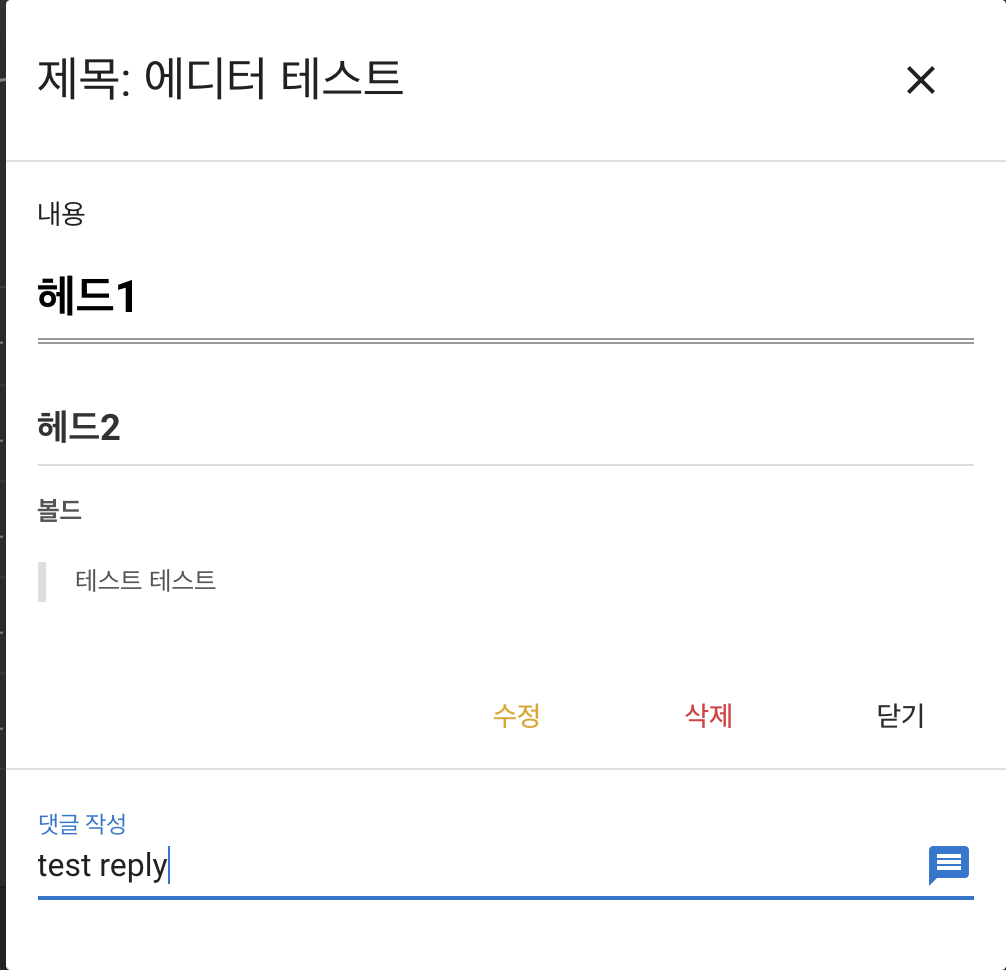 제목: 에디터 테스트
내용
헤드1
헤드2
볼드
테스트 테스트
수정 삭제 닫기
댓글 작성
test reply